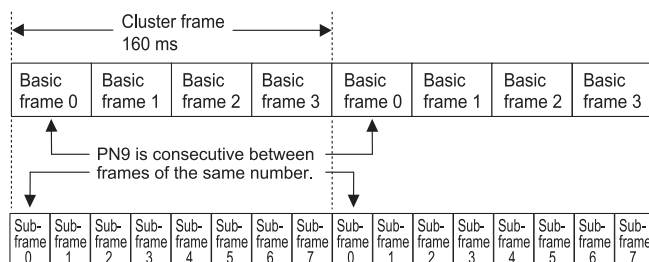 Cluster frame
160 ms
Basic frame 0 Basic frame 1 Basic frame 2 Basic frame 3 Basic frame 0 Basic frame 1 Basic frame 2 Basic frame 3
PN9 is consecutive between
frames of the same number.
Sub-frame 0 Sub-frame 1 Sub-frame 2 Sub-frame 3 Sub-frame 4 Sub-frame 5 Sub-frame 6 Sub-frame 7 Sub-frame 0 Sub-frame 1 Sub-frame 2 Sub-frame 3 Sub-frame 4 Sub-frame 5 Sub-frame 6 Sub-frame 7